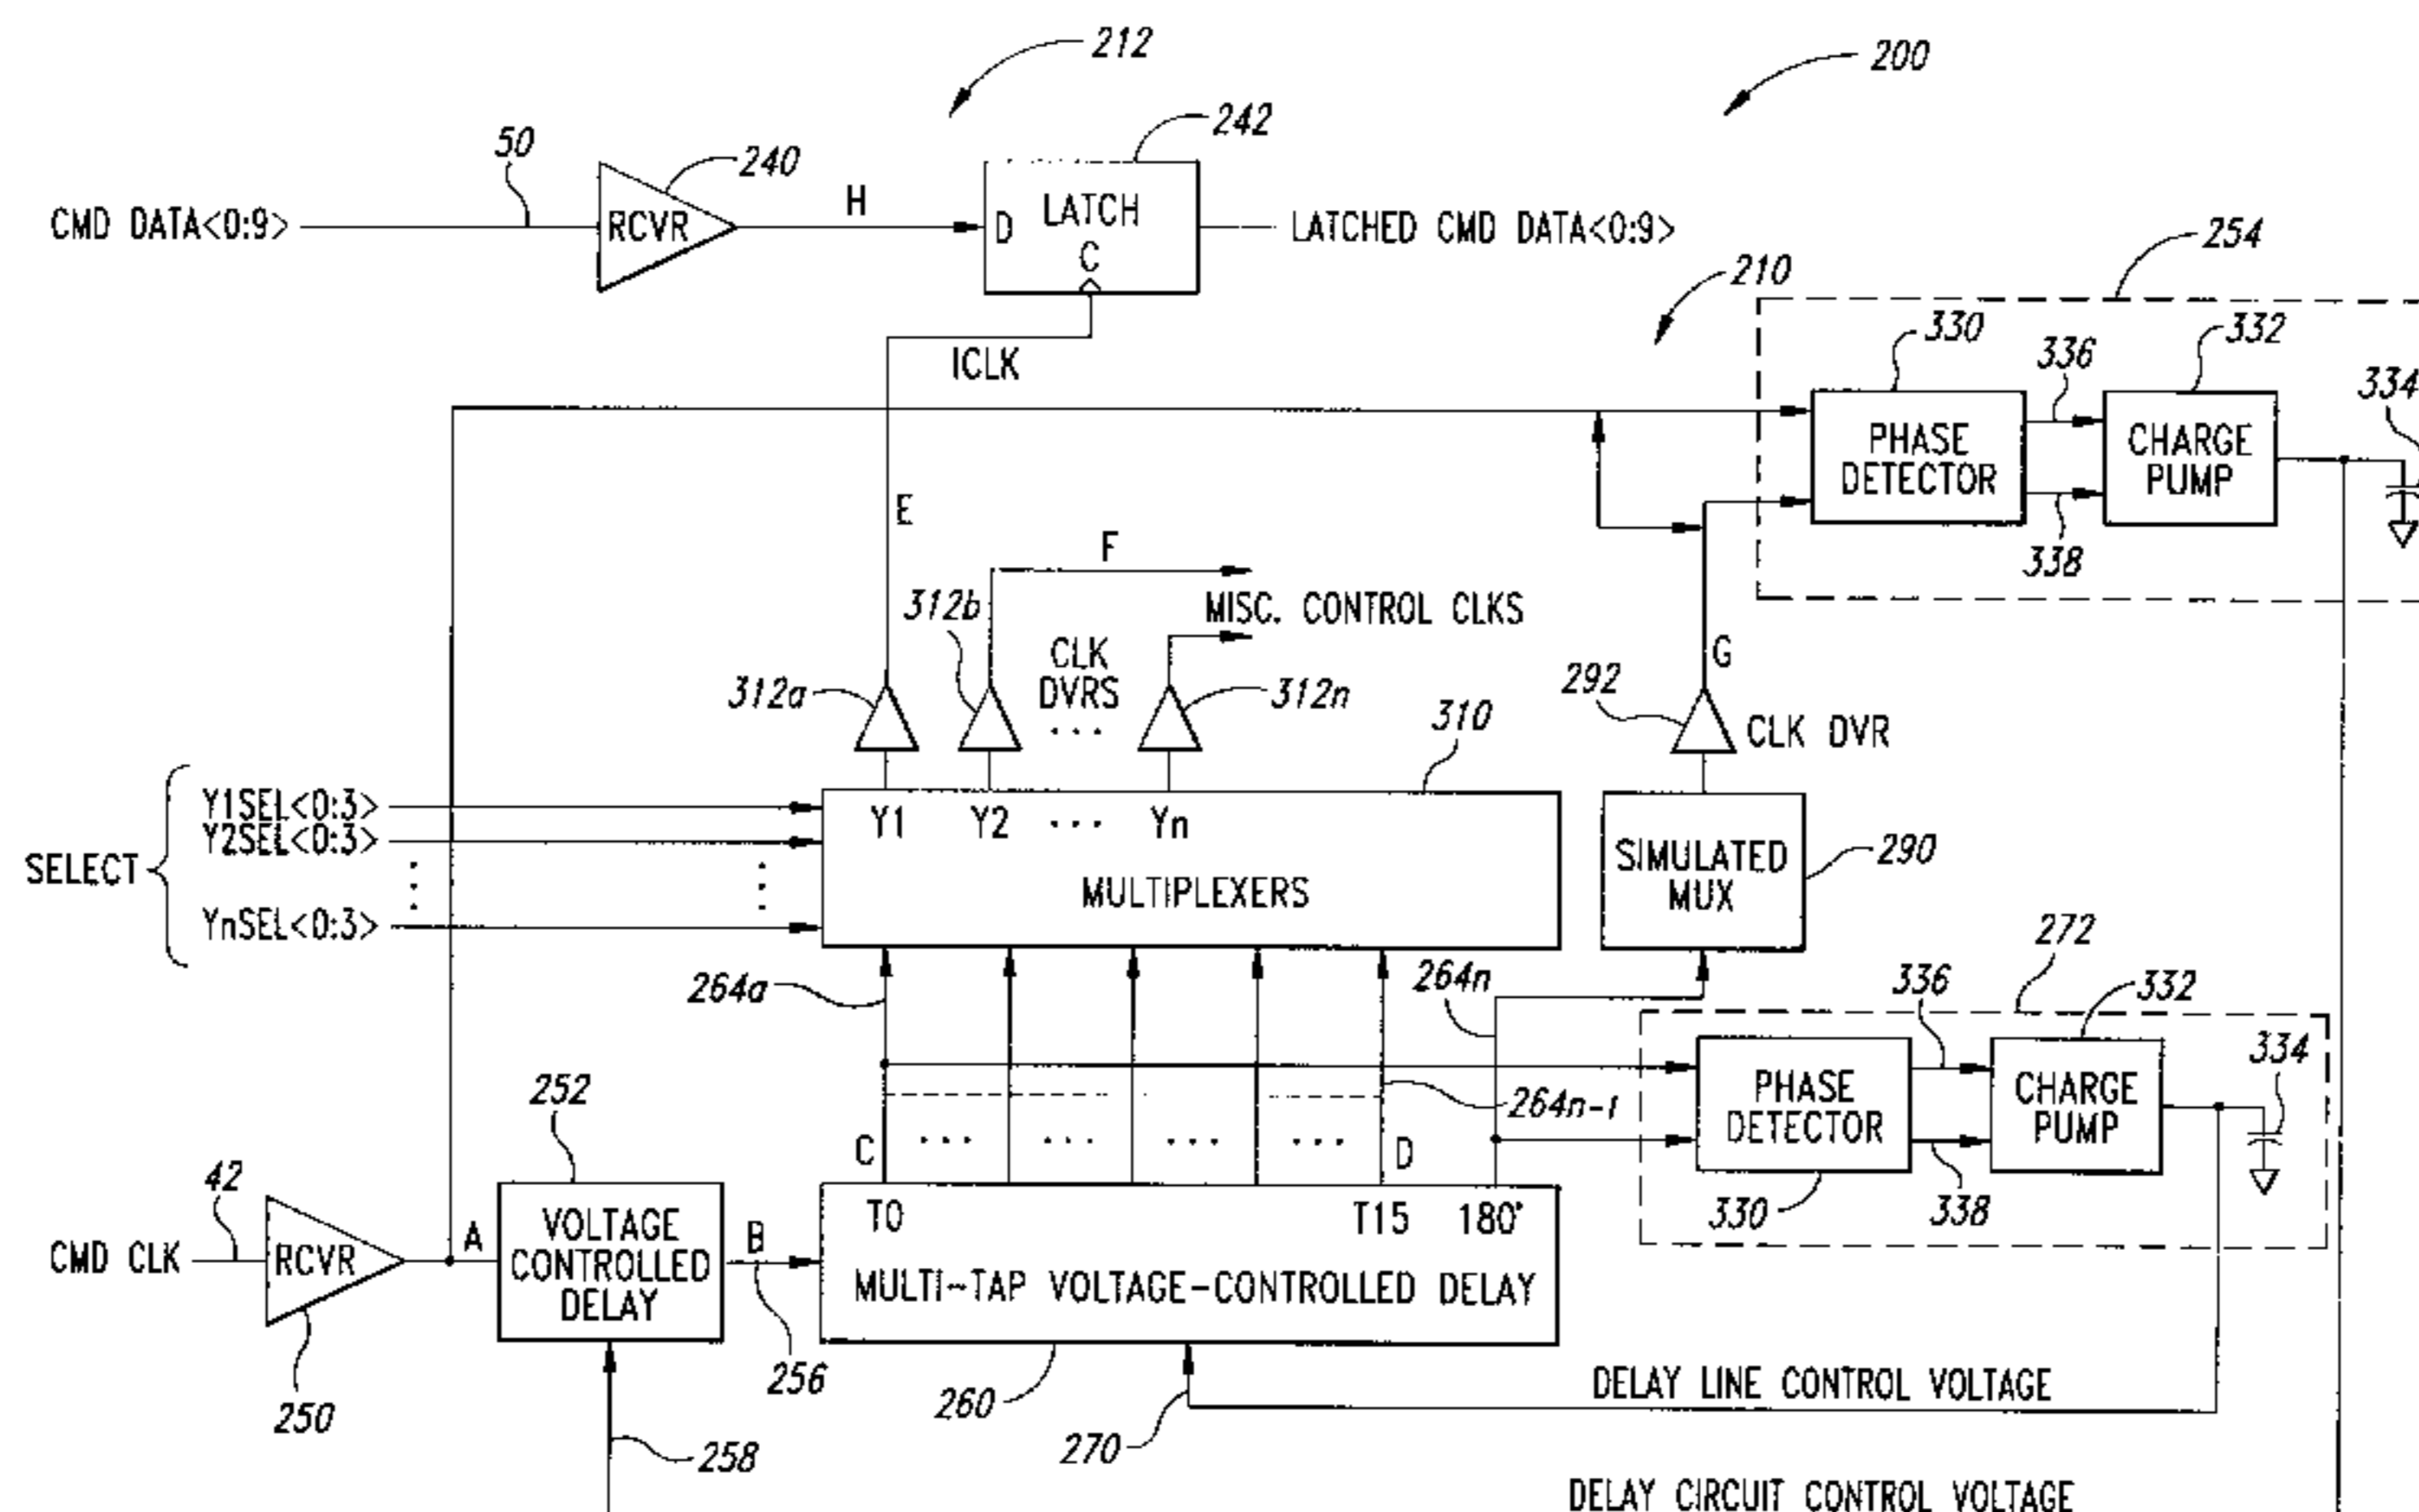 212
200
242
50
240
H
CMD DATA<0:9>
RCVR
D
LATCH
C
LATCHED CMD DATA<0:9>
254
210
ICLK
330
336
332
334
PHASE
DETECTOR
CHARGE
PUMP
338
E
F
312b
MISC. CONTROL CLKS
CLK
DVRS
...
G
312a
312n
292
310
CLK DVR
SELECT
Y1SEL<0:3>
Y2SEL<0:3>
YnSEL<0:3>
Y1
Y2
...
Yn
MULTIPLEXERS
SIMULATED
MUX
290
264a
264n
272
336
332
334
252
PHASE
DETECTOR
CHARGE
PUMP
264n-1
C
...
...
...
...
D
330
338
42
CMD CLK
RCVR
A
VOLTAGE
CONTROLLED
DELAY
B
T0
T15
180°
MULTI-TAP VOLTAGE-CONTROLLED DELAY
256
250
260
270
DELAY LINE CONTROL VOLTAGE
258
DELAY CIRCUIT CONTROL VOLTAGE